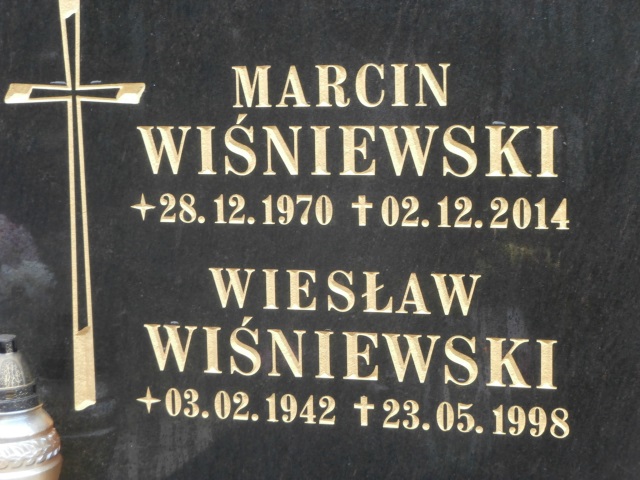 MARCIN
WIŚNIEWSKI
✦28.12.1970 ✝02.12.2014
WIESŁAW
WIŚNIEWSKI
✦03.02.1942 ✝23.05.1998